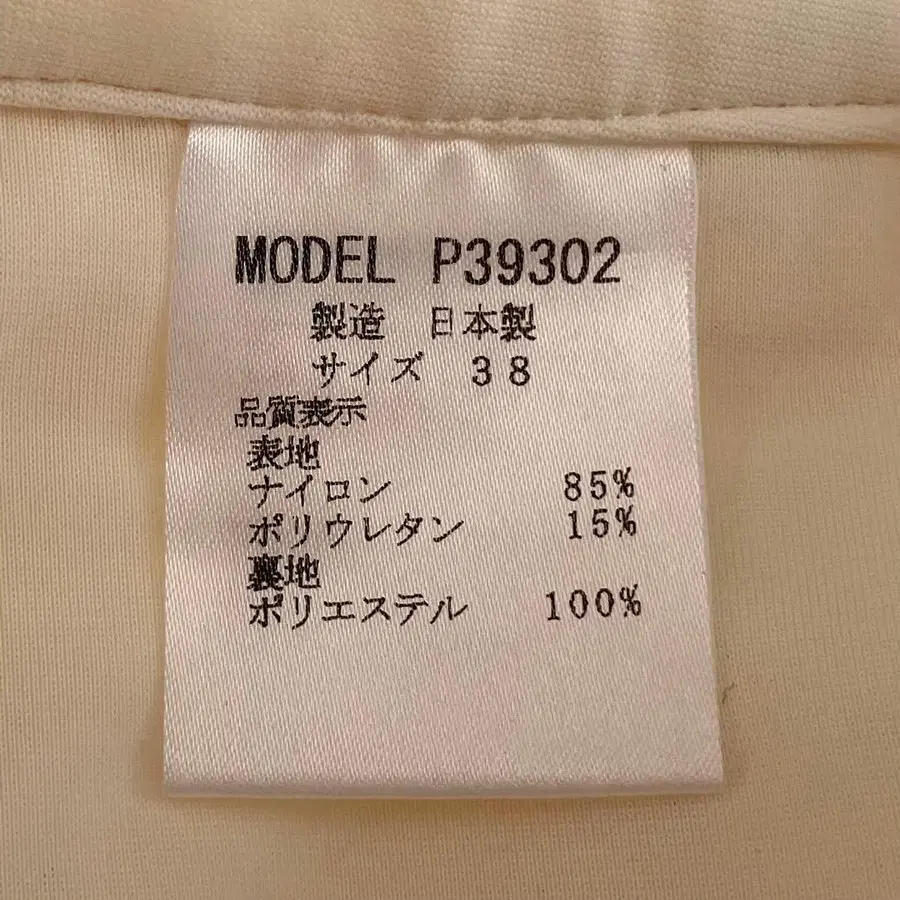 MODEL P39302
製造 日本製
サイズ 38
品質表示
表地
ナイロン 85%
ポリウレタン 15%
裏地
ポリエステル 100%